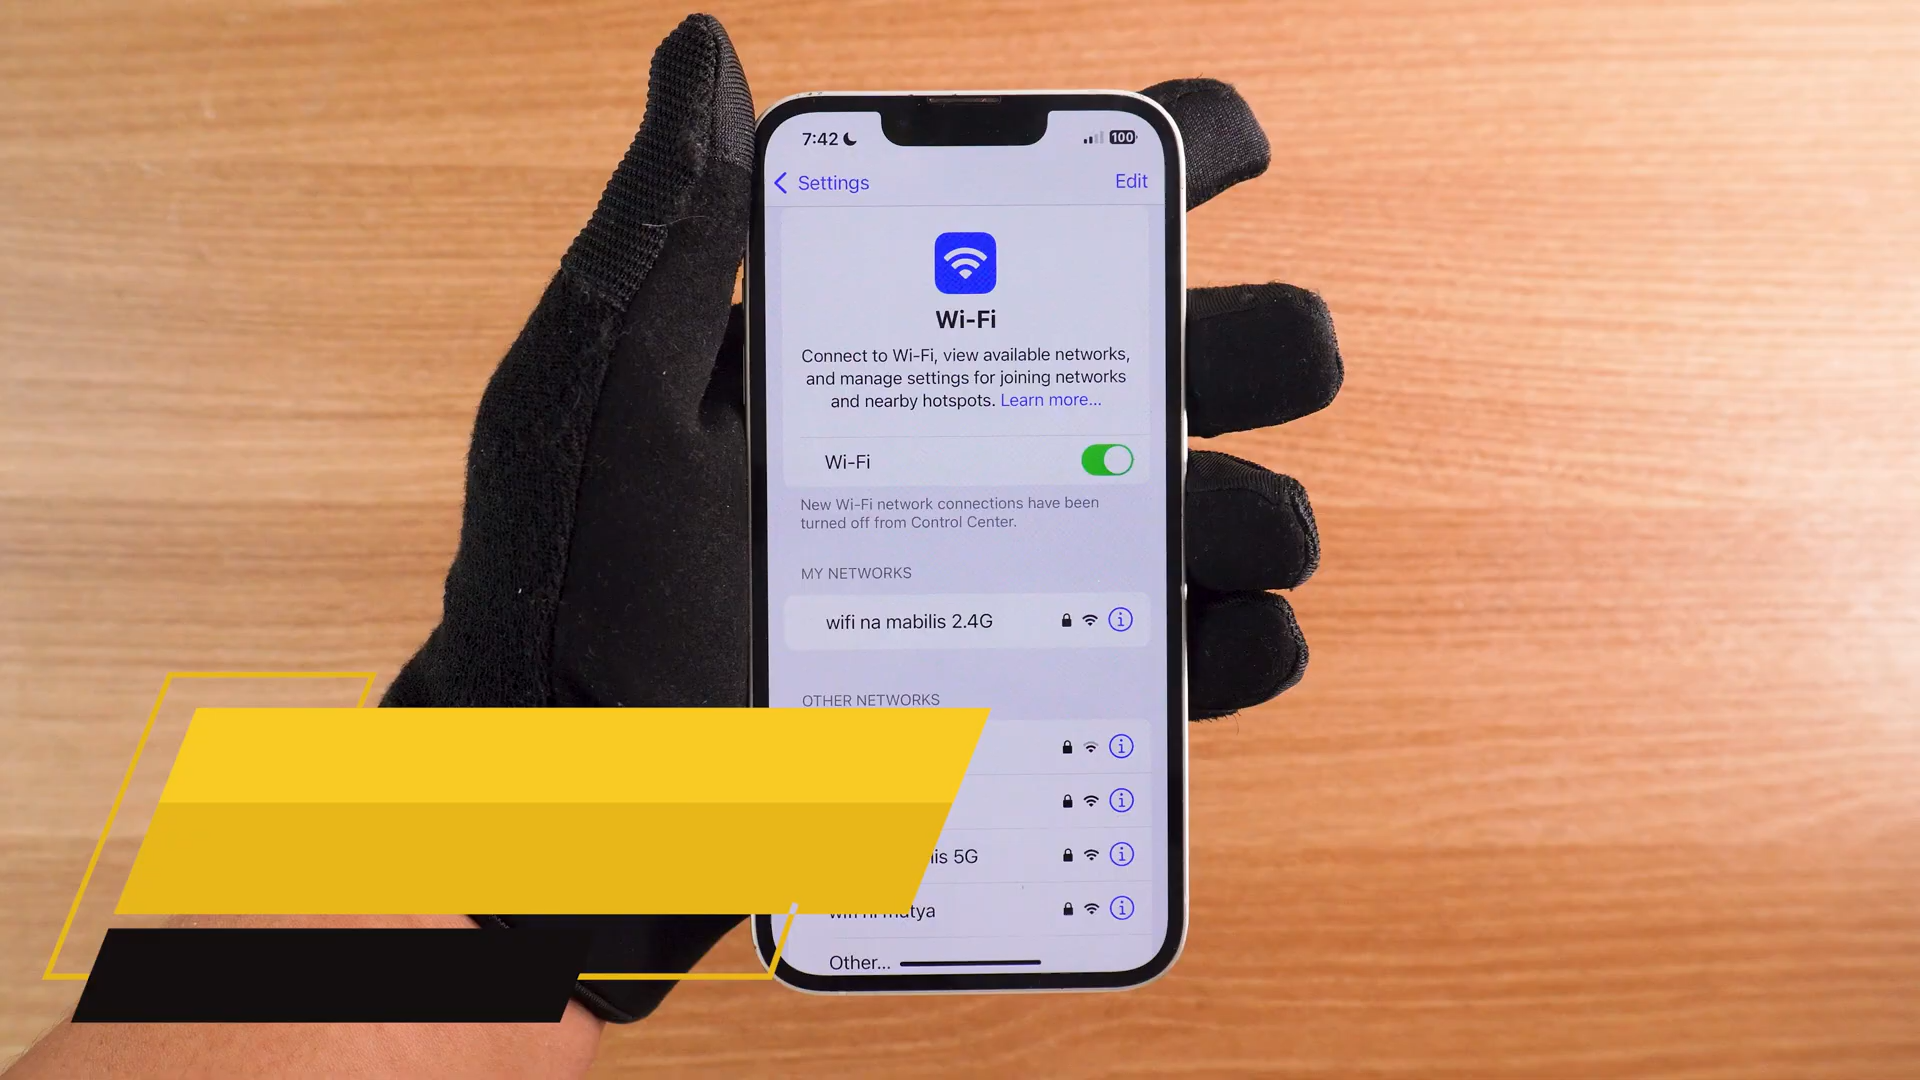 7:42
100
Settings
Edit
Wi-Fi
Connect to Wi-Fi, view available networks,
and manage settings for joining networks
and nearby hotspots. Learn more...
Wi-Fi
New Wi-Fi network connections have been
turned off from Control Center.
MY NETWORKS
wifi na mabilis 2.4G
OTHER NETWORKS
5G
Other...